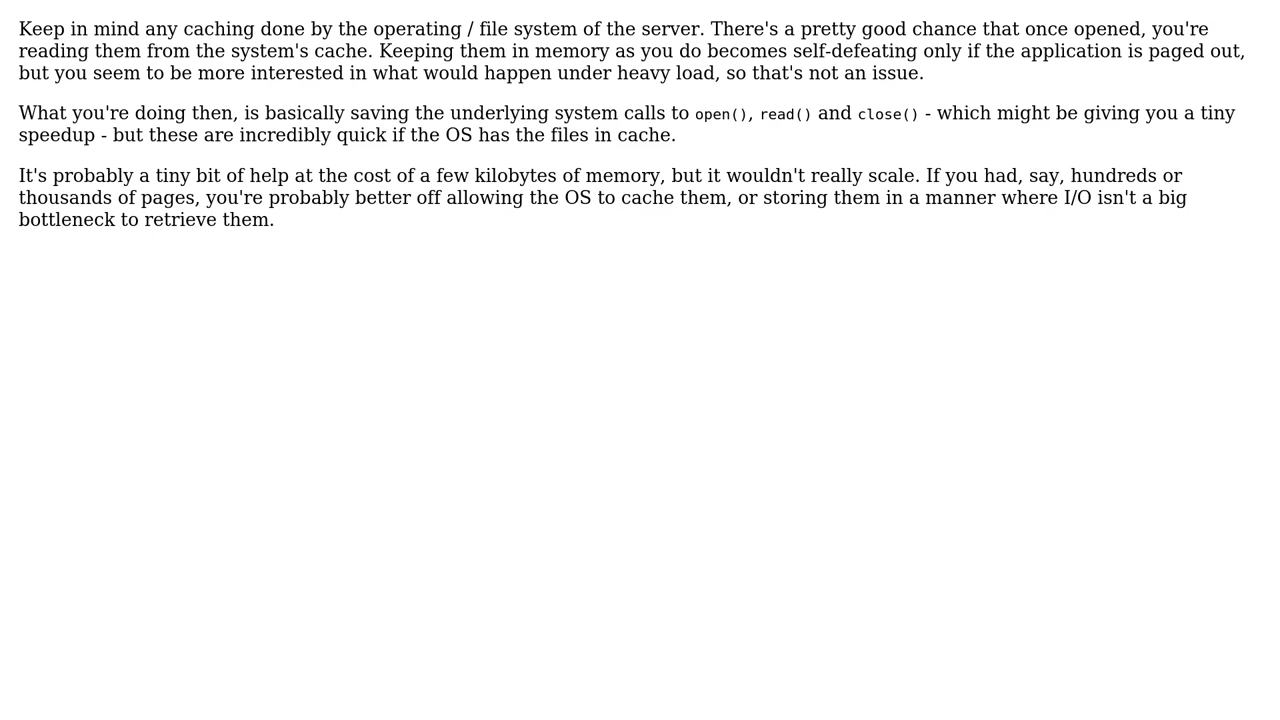 Keep in mind any caching done by the operating / file system of the server. There's a pretty good chance that once opened, you're
reading them from the system's cache. Keeping them in memory as you do becomes self-defeating only if the application is paged out,
but you seem to be more interested in what would happen under heavy load, so that's not an issue.
What you're doing then, is basically saving the underlying system calls to open(), read() and close() - which might be giving you a tiny
speedup - but these are incredibly quick if the OS has the files in cache.
It's probably a tiny bit of help at the cost of a few kilobytes of memory, but it wouldn't really scale. If you had, say, hundreds or
thousands of pages, you're probably better off allowing the OS to cache them, or storing them in a manner where I/O isn't a big
bottleneck to retrieve them.